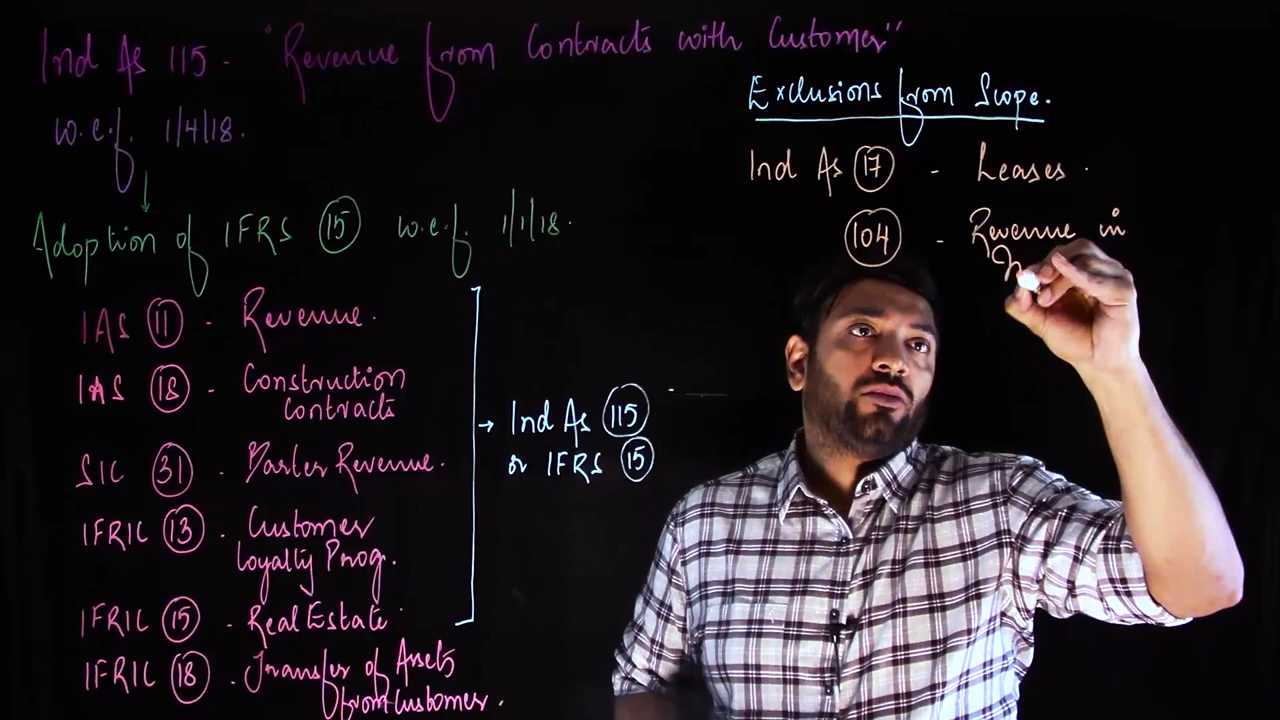 Ind As 115 - "Revenue from Contracts with Customer"
w.e.f. 1/4/18.
Adoption of IFRS 15 w.e.f. 1/1/18.
IAS 11 - Revenue.
IAS 18 - Construction
contracts
SIC 31 - Barter Revenue.
IFRIC 13 - Customer
Loyalty Prog.
IFRIC 15 - Real Estate
IFRIC 18 - Transfer of Assets
from Customer.
→ Ind As 115
or IFRS 15
Exclusions from Scope.
Ind As 17 - Leases.
104 - Revenue in